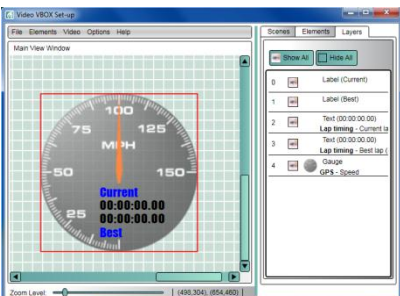 Video VBOX Set-up
File Elements Video Options Help
Main View Window
100
75 125
MPH
50 150
25
Current
00:00:00.00
00:00:00.00
Best
Zoom Level: (498,304), (654,460)
Scenes Elements Layers
Show All Hide All
0 Label (Current)
1 Label (Best)
2 Text (00:00:00.00)
Lap timing - Current la
3 Text (00:00:00.00)
Lap timing - Best lap (
4 Gauge
GPS - Speed